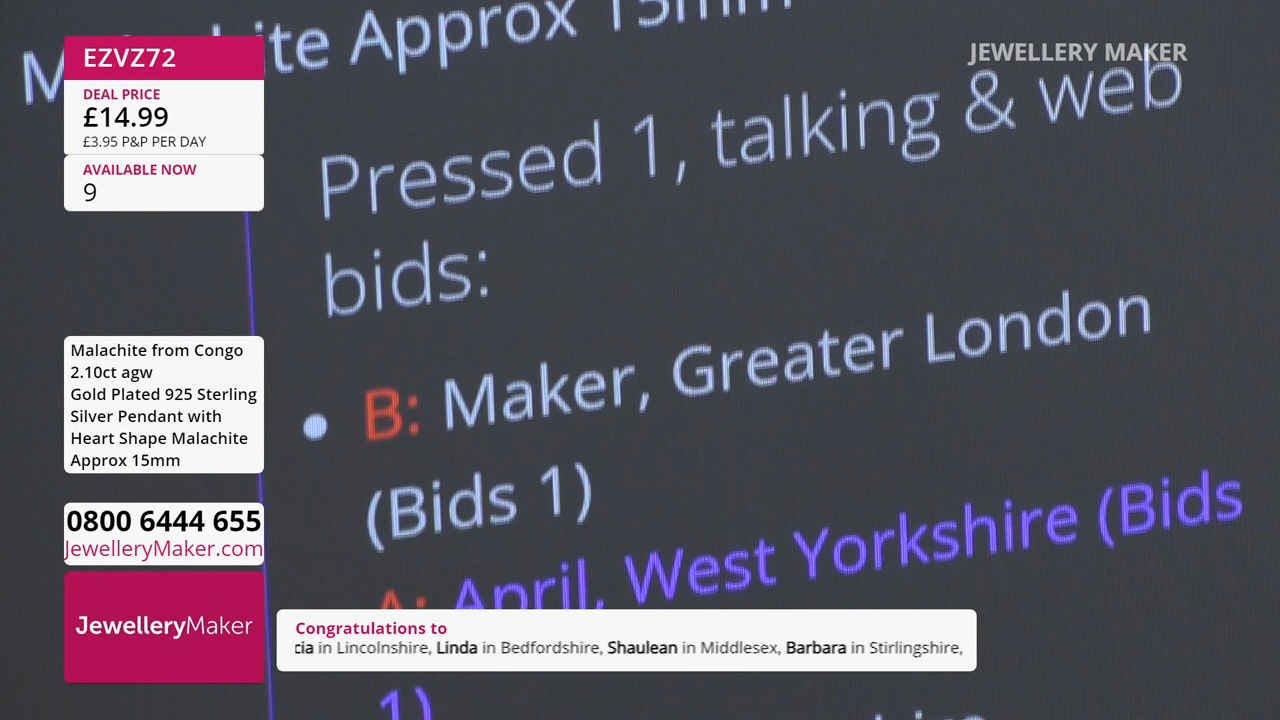 EZVZ72
DEAL PRICE
£14.99
£3.95 P&P PER DAY
AVAILABLE NOW
9
Malachite from Congo
2.10ct agw
Gold Plated 925 Sterling
Silver Pendant with
Heart Shape Malachite
Approx 15mm
0800 6444 655
JewelleryMaker.com
JewelleryMaker
JEWELLERY MAKER
Approx 15mm
Pressed 1, talking & web
bids:
• B: Maker, Greater London
(Bids 1)
A: April, West Yorkshire (Bids
1)
Congratulations to
in Lincolnshire, Linda in Bedfordshire, Shaulean in Middlesex, Barbara in Stirlingshire,